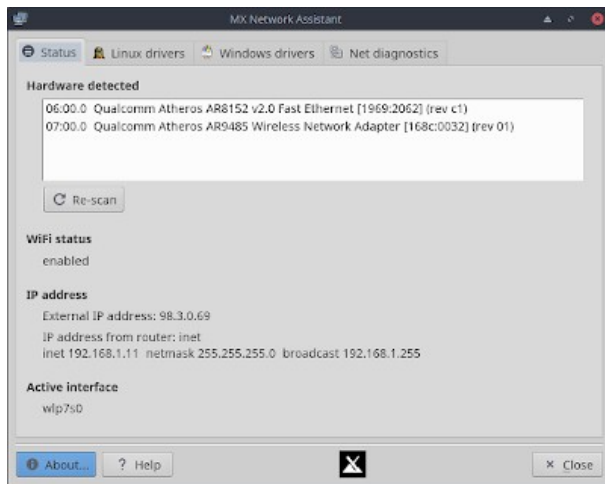 MX Network Assistant
Status Linux drivers Windows drivers Net diagnostics
Hardware detected
06:00.0 Qualcomm Atheros AR8152 v2.0 Fast Ethernet [1969:2062] (rev c1)
07:00.0 Qualcomm Atheros AR9485 Wireless Network Adapter [168c:0032] (rev 01)
Re-scan
WiFi status
enabled
IP address
External IP address: 98.3.0.69
IP address from router: inet
inet 192.168.1.11 netmask 255.255.255.0 broadcast 192.168.1.255
Active interface
wlp7s0
About... ? Help × Close